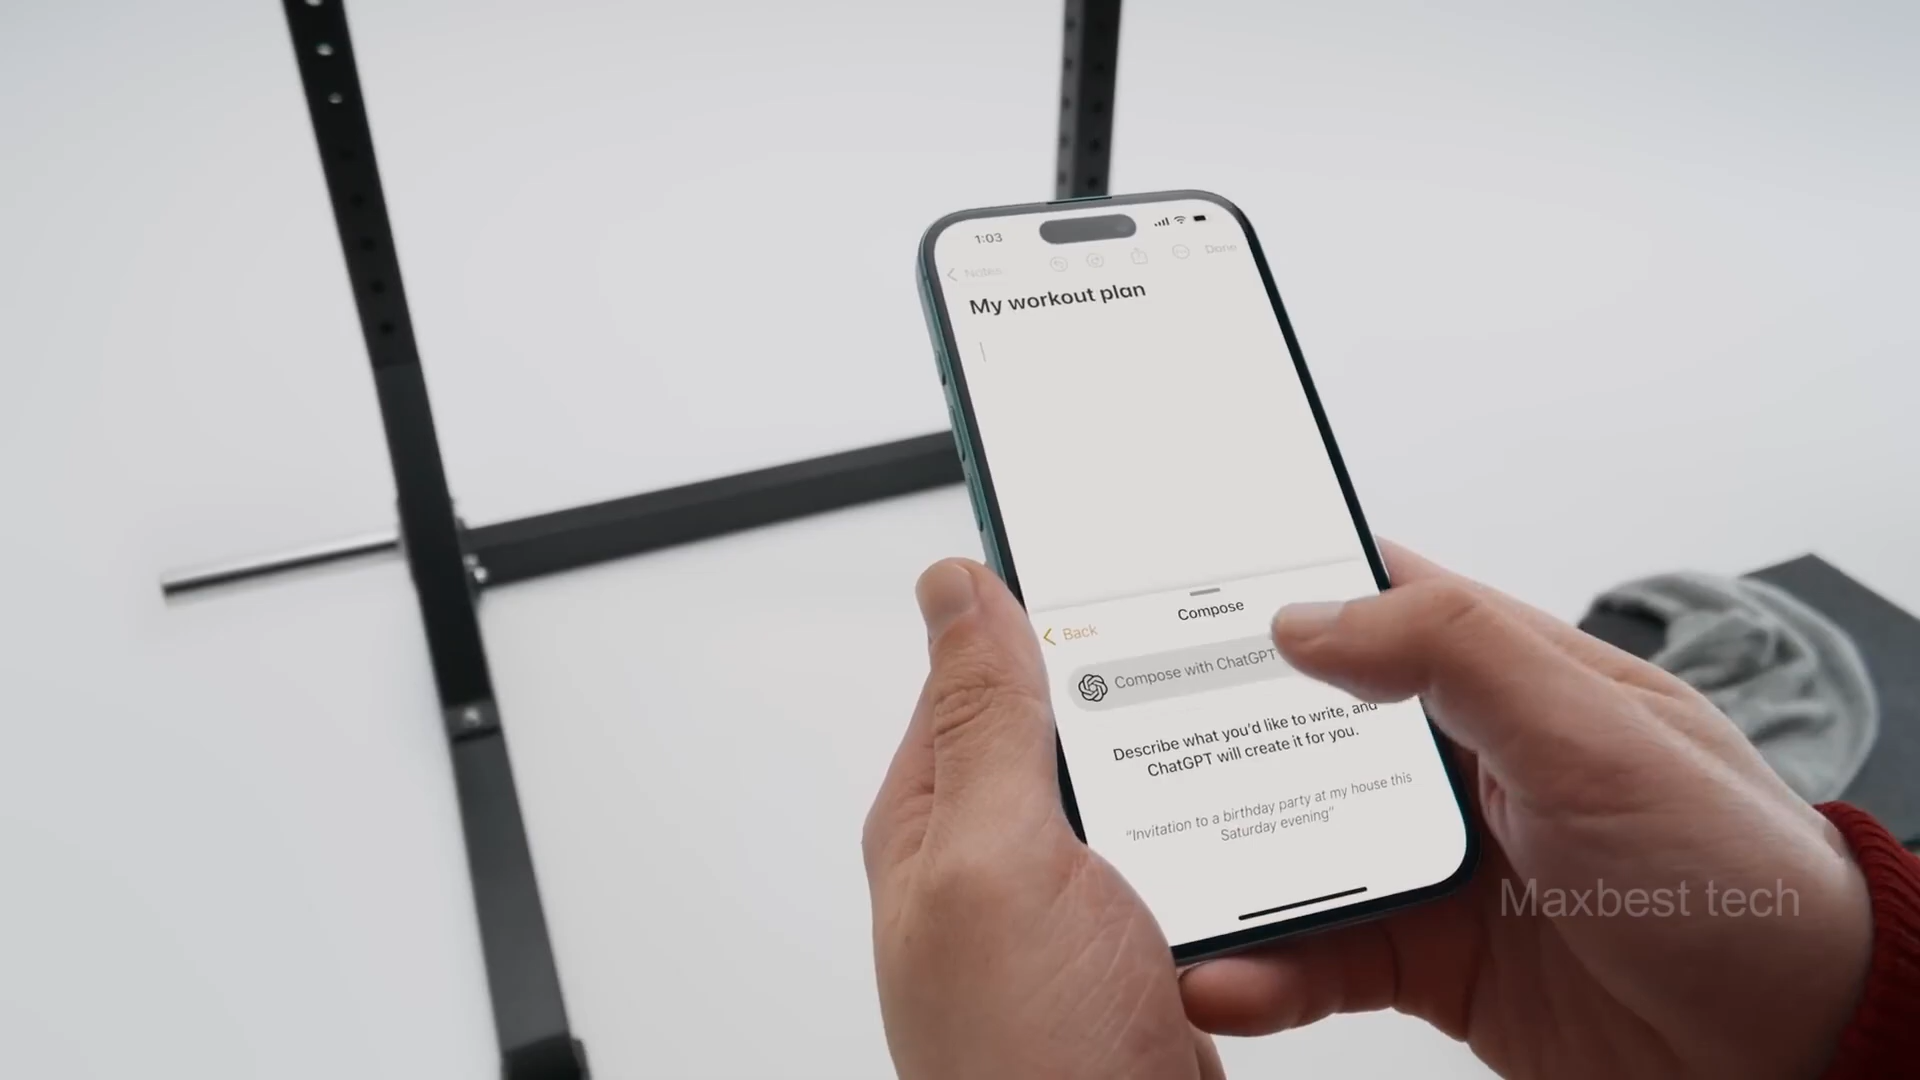 1:03
Notes
Done
My workout plan
Compose
Back
Compose with ChatGPT
Describe what you'd like to write, and
ChatGPT will create it for you.
"Invitation to a birthday party at my house this
Saturday evening"
Maxbest tech